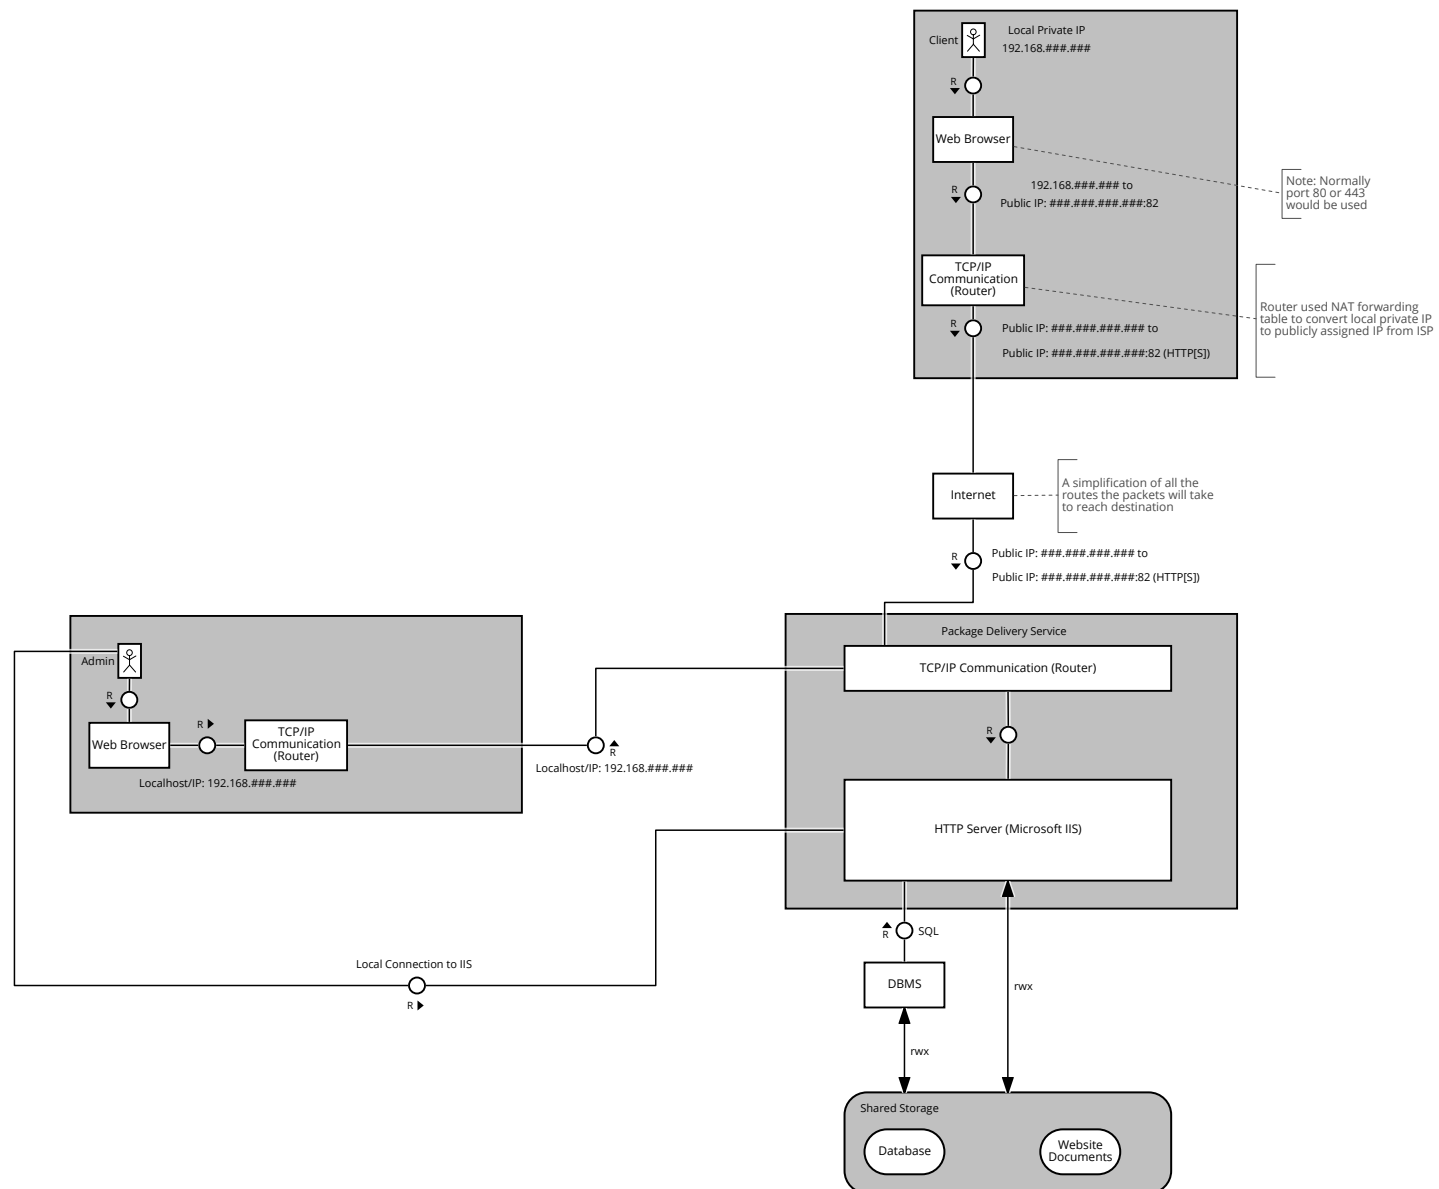 Local Private IP
Client
192.168.###.###
R
Web Browser
Note: Normally
port 80 or 443
would be used
R
192.168.###.### to
Public IP: ###.###.###.###:82
TCP/IP
Communication
(Router)
Router used NAT forwarding
table to convert local private IP
to publicly assigned IP from ISP
R
Public IP: ###.###.###.### to
Public IP: ###.###.###.###:82 (HTTP[S])
Internet
A simplification of all the
routes the packets will take
to reach destination
R
Public IP: ###.###.###.### to
Public IP: ###.###.###.###:82 (HTTP[S])
Package Delivery Service
TCP/IP Communication (Router)
R
HTTP Server (Microsoft IIS)
Admin
R
Web Browser
R
TCP/IP
Communication
(Router)
Localhost/IP: 192.168.###.###
R
Localhost/IP: 192.168.###.###
Local Connection to IIS
R
R
SQL
DBMS
rwx
rwx
Shared Storage
Database
Website
Documents